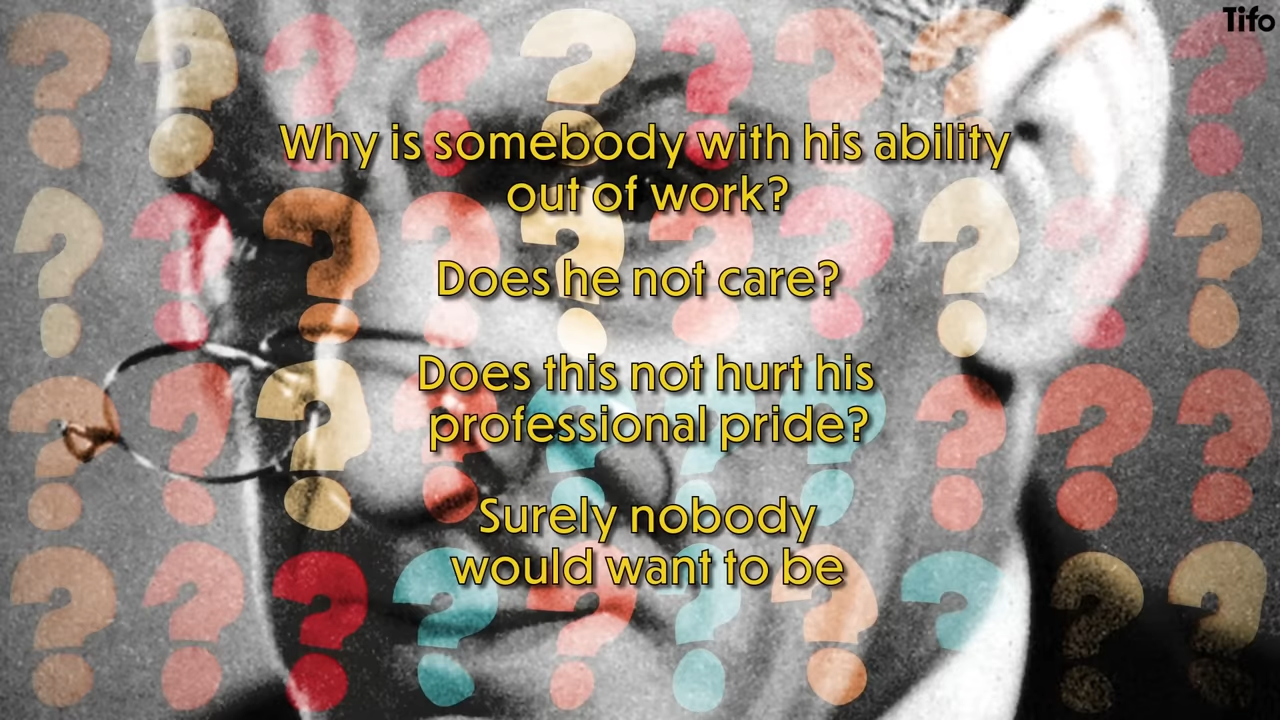 Tifo
Why is somebody with his ability
out of work?
Does he not care?
Does this not hurt his
professional pride?
Surely nobody
would want to be